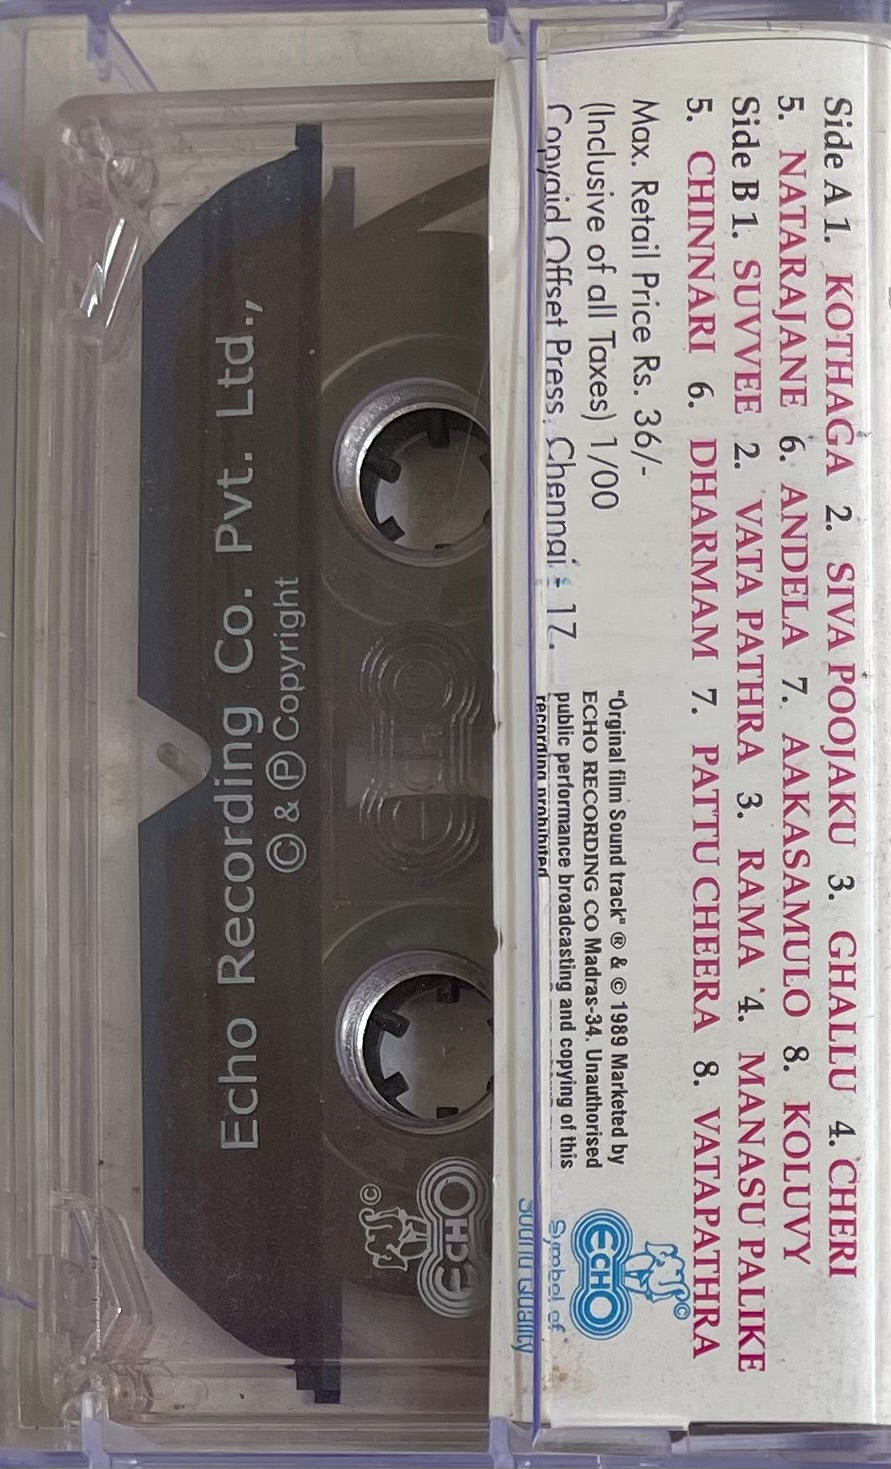 Side A 1. KOTHAGA 2. SIVA POOJAKU 3. GHALLU 4. CHERI
5. NATARAJANE 6. ANDELA 7. AAKASAMULO 8. KOLUVY
Side B 1. SUVVEE 2. VATA PATHRA 3. RAMA 4. MANASU PALIKE
5. CHINNARI 6. DHARMAM 7. PATTU CHEERA 8. VATAPATHRA
Max. Retail Price Rs. 36/-
(Inclusive of all Taxes) 1/00
Copyaid Offset Press, Chennai - 17.
"Orginal film Sound track" ® & © 1989 Marketed by
ECHO RECORDING CO Madras-34. Unauthorised
public performance broadcasting and copying of this
recording prohibited
©
ECHO
Symbol of
Sound Quality
Echo Recording Co. Pvt. Ltd.,
© & ℗ Copyright
ECHO
©